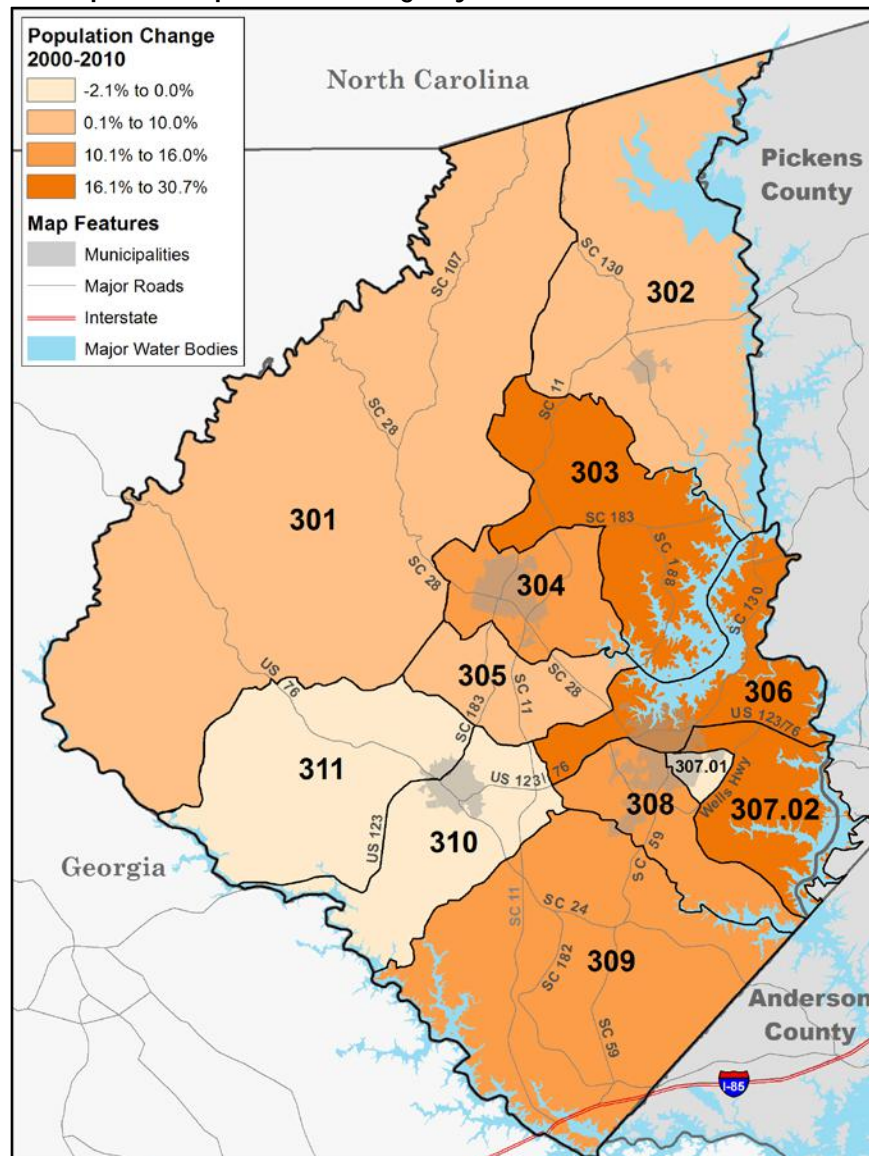 Population Change
2000-2010
-2.1% to 0.0%
0.1% to 10.0%
10.1% to 16.0%
16.1% to 30.7%
Map Features
Municipalities
Major Roads
Interstate
Major Water Bodies
North Carolina
Pickens
County
SC 107
SC 130
302
SC 28
SC 11
303
301
SC 183
SC 188
SC 28
304
SC 130
305
SC 28
SC 183
SC 11
306
US 76
US 123/76
311
307.01
US 123/ 76
Wells Hwy
308
307.02
US 123
310
SC 59
Georgia
SC 11
SC 24
SC 182
309
SC 59
Anderson
County
I-85